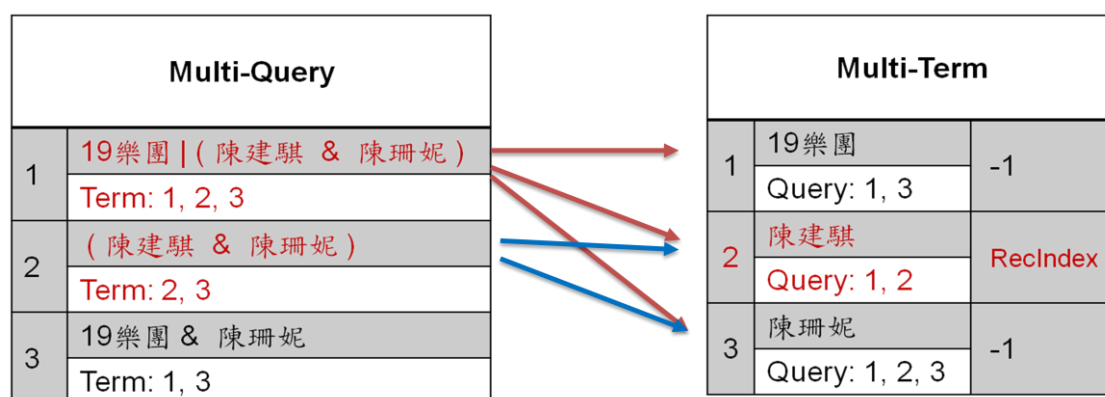 Multi-Query
1
19樂團 | ( 陳建騏 & 陳珊妮 )
Term: 1, 2, 3
2
( 陳建騏 & 陳珊妮 )
Term: 2, 3
3
19樂團 & 陳珊妮
Term: 1, 3
Multi-Term
1
19樂團
Query: 1, 3
-1
2
陳建騏
Query: 1, 2
RecIndex
3
陳珊妮
Query: 1, 2, 3
-1